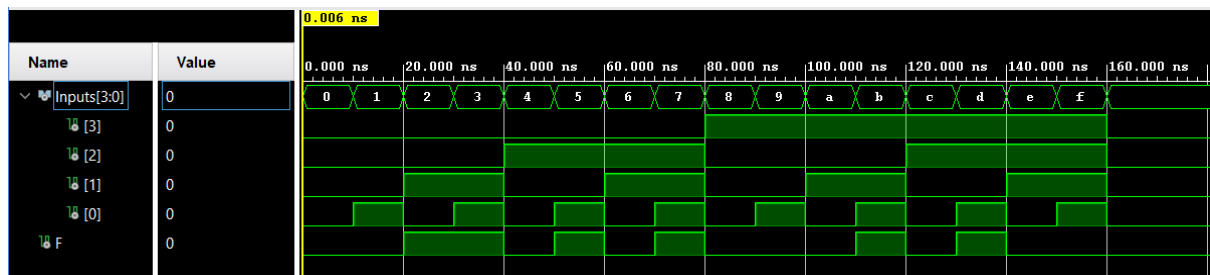 0.006 ns
Name Value
0.000 ns 20.000 ns 40.000 ns 60.000 ns 80.000 ns 100.000 ns 120.000 ns 140.000 ns 160.000 ns
Inputs[3:0] 0 0 1 2 3 4 5 6 7 8 9 a b c d e f
[3] 0
[2] 0
[1] 0
[0] 0
F 0